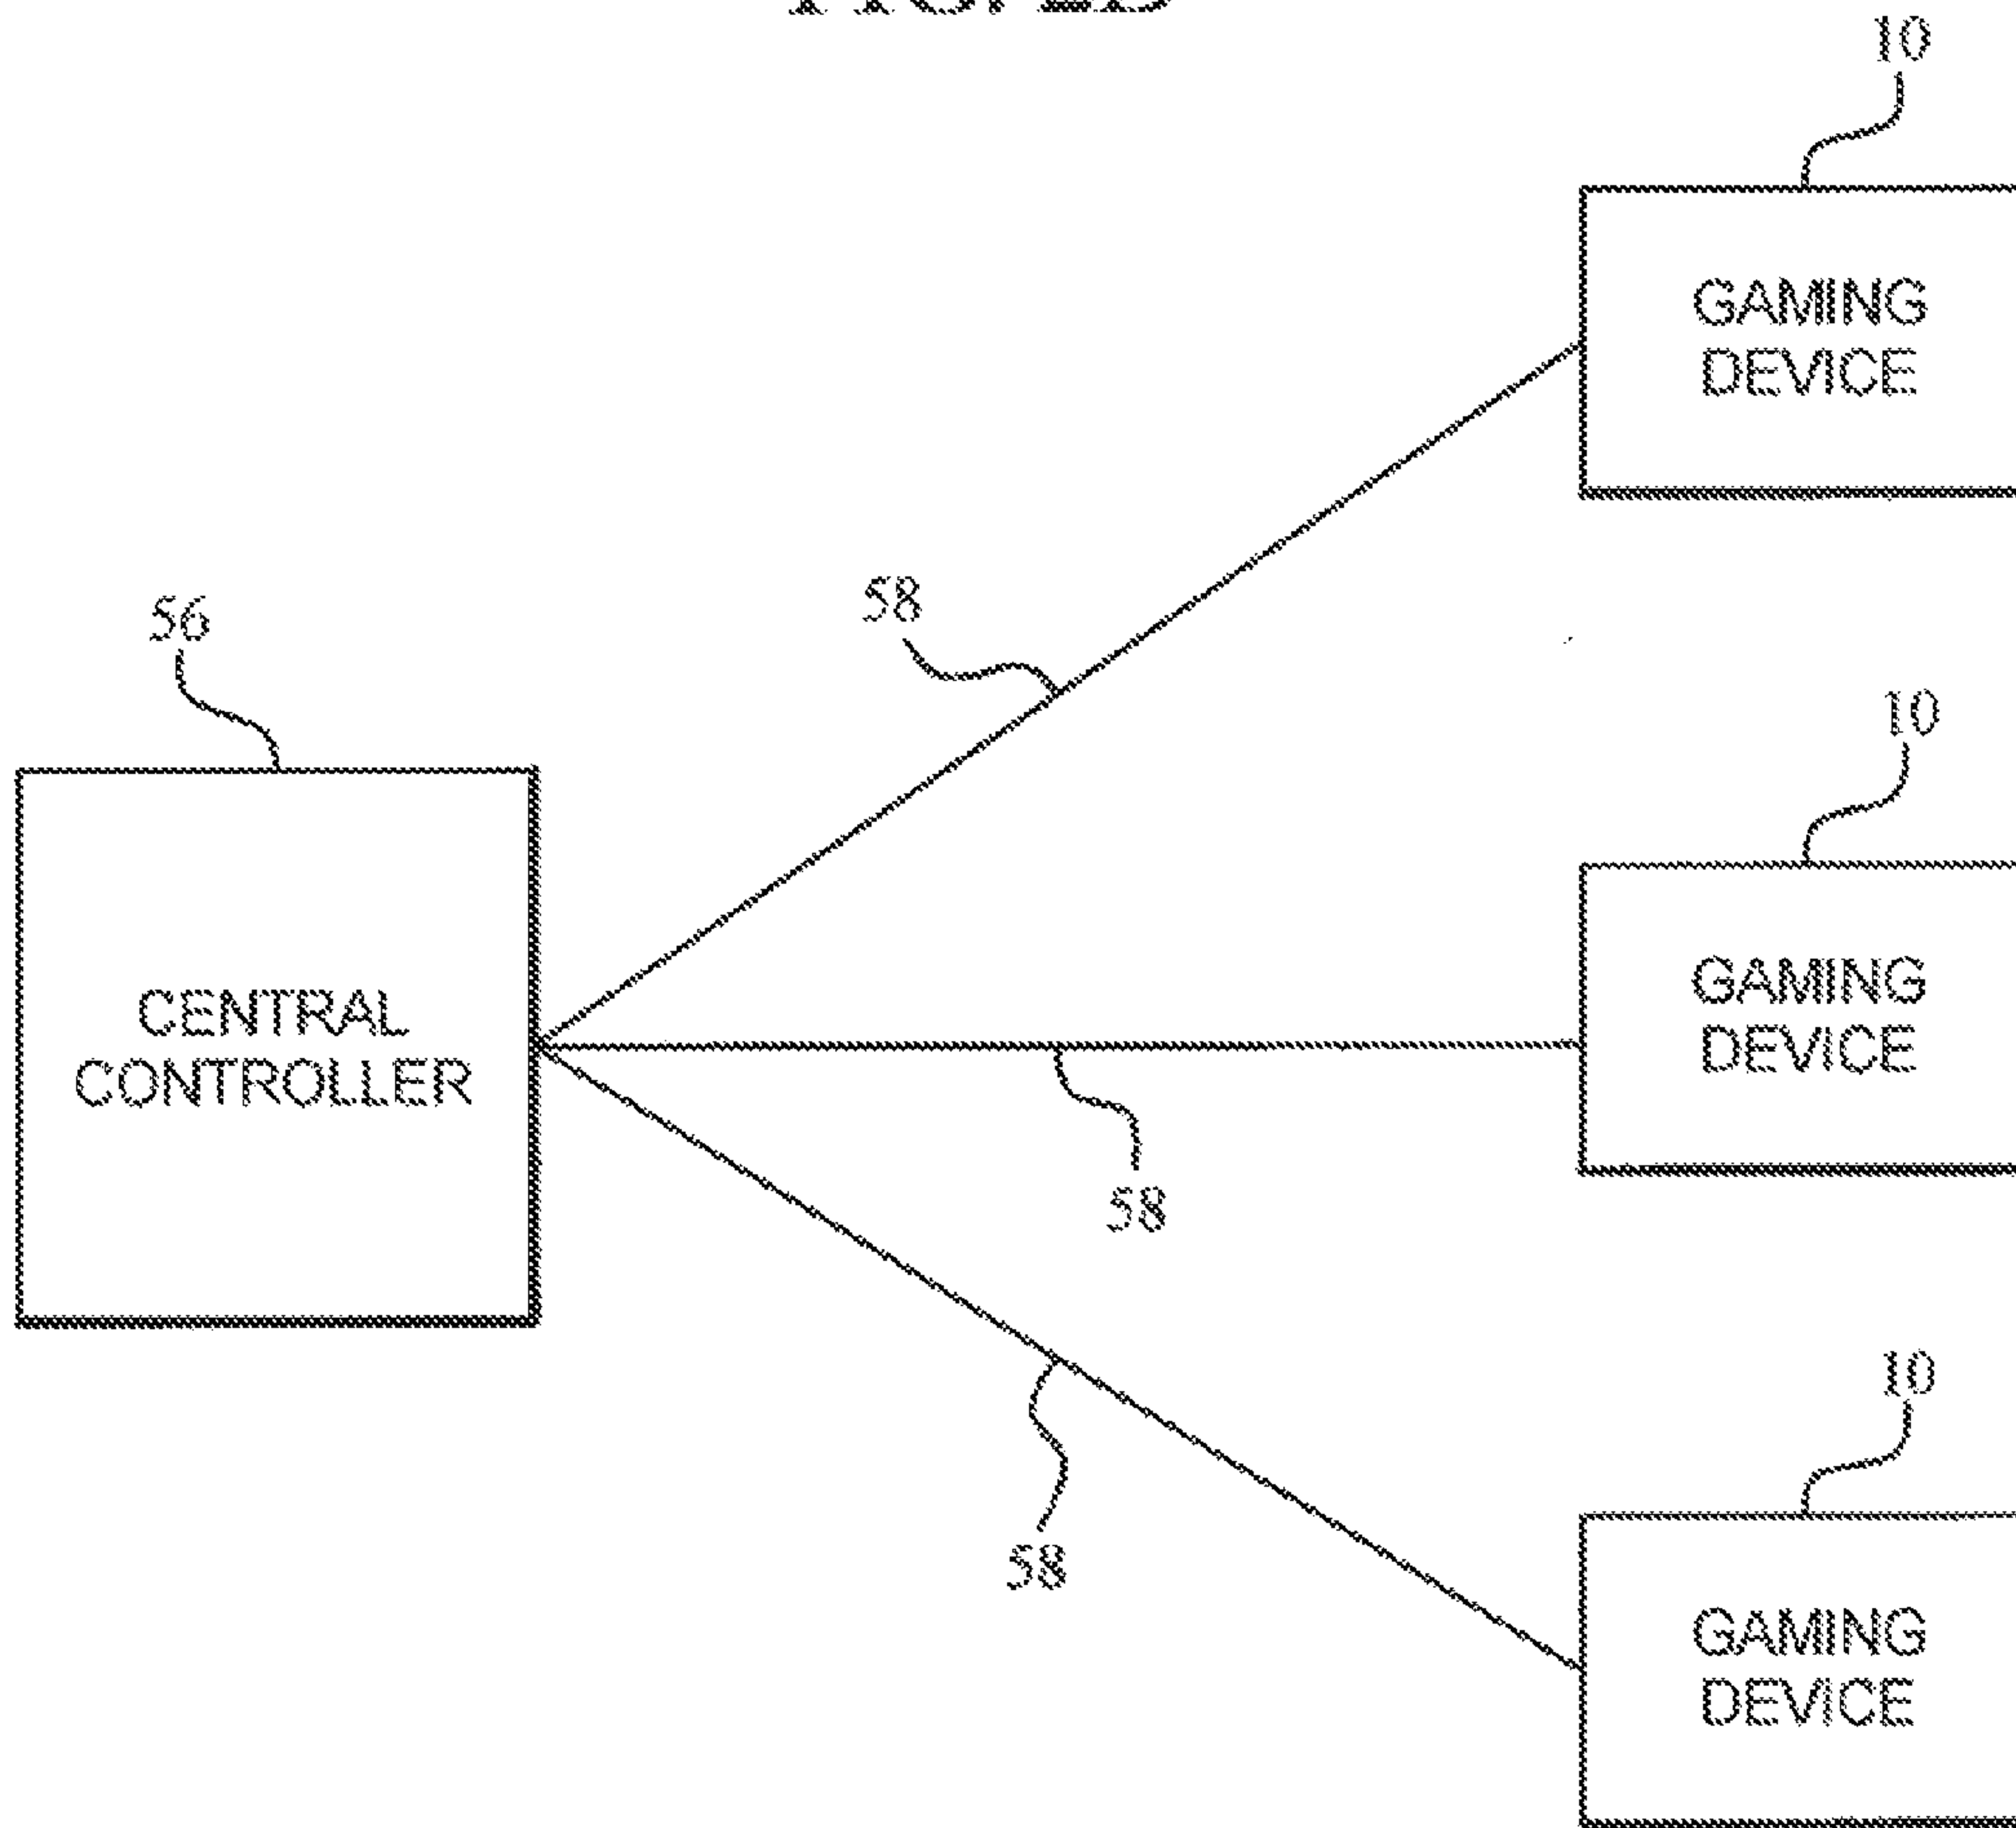 10
GAMING
DEVICE
58
56
10
CENTRAL
CONTROLLER
GAMING
DEVICE
58
10
58
GAMING
DEVICE